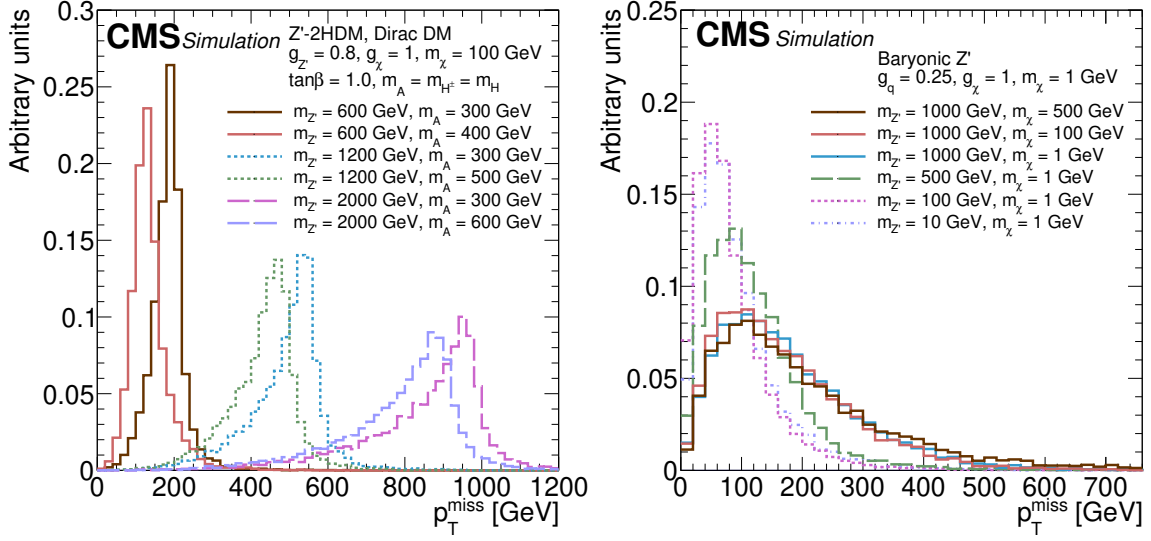 CMS Simulation
Z'-2HDM, Dirac DM
g_Z' = 0.8, g_χ = 1, m_χ = 100 GeV
tanβ = 1.0, m_A = m_H± = m_H
m_Z' = 600 GeV, m_A = 300 GeV
m_Z' = 600 GeV, m_A = 400 GeV
m_Z' = 1200 GeV, m_A = 300 GeV
m_Z' = 1200 GeV, m_A = 500 GeV
m_Z' = 2000 GeV, m_A = 300 GeV
m_Z' = 2000 GeV, m_A = 600 GeV
Arbitrary units
0.3
0.25
0.2
0.15
0.1
0.05
0
0 200 400 600 800 1000 1200
p_T^miss [GeV]
CMS Simulation
Baryonic Z'
g_q = 0.25, g_χ = 1, m_χ = 1 GeV
m_Z' = 1000 GeV, m_χ = 500 GeV
m_Z' = 1000 GeV, m_χ = 100 GeV
m_Z' = 1000 GeV, m_χ = 1 GeV
m_Z' = 500 GeV, m_χ = 1 GeV
m_Z' = 100 GeV, m_χ = 1 GeV
m_Z' = 10 GeV, m_χ = 1 GeV
Arbitrary units
0.25
0.2
0.15
0.1
0.05
0
0 100 200 300 400 500 600 700
p_T^miss [GeV]